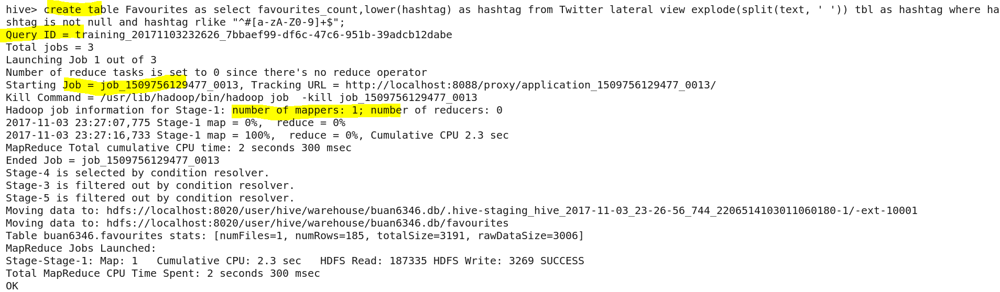 hive> create table Favourites as select favourites_count,lower(hashtag) as hashtag from Twitter lateral view explode(split(text, ' ')) tbl as hashtag where ha
shtag is not null and hashtag rlike "^#[a-zA-Z0-9]+$";
Query ID = training_20171103232626_7bbaef99-df6c-47c6-951b-39adcb12dabe
Total jobs = 3
Launching Job 1 out of 3
Number of reduce tasks is set to 0 since there's no reduce operator
Starting Job = job_1509756129477_0013, Tracking URL = http://localhost:8088/proxy/application_1509756129477_0013/
Kill Command = /usr/lib/hadoop/bin/hadoop job  -kill job_1509756129477_0013
Hadoop job information for Stage-1: number of mappers: 1; number of reducers: 0
2017-11-03 23:27:07,775 Stage-1 map = 0%,  reduce = 0%
2017-11-03 23:27:16,733 Stage-1 map = 100%,  reduce = 0%, Cumulative CPU 2.3 sec
MapReduce Total cumulative CPU time: 2 seconds 300 msec
Ended Job = job_1509756129477_0013
Stage-4 is selected by condition resolver.
Stage-3 is filtered out by condition resolver.
Stage-5 is filtered out by condition resolver.
Moving data to: hdfs://localhost:8020/user/hive/warehouse/buan6346.db/.hive-staging_hive_2017-11-03_23-26-56_744_2206514103011060180-1/-ext-10001
Moving data to: hdfs://localhost:8020/user/hive/warehouse/buan6346.db/favourites
Table buan6346.favourites stats: [numFiles=1, numRows=185, totalSize=3191, rawDataSize=3006]
MapReduce Jobs Launched:
Stage-Stage-1: Map: 1   Cumulative CPU: 2.3 sec   HDFS Read: 187335 HDFS Write: 3269 SUCCESS
Total MapReduce CPU Time Spent: 2 seconds 300 msec
OK